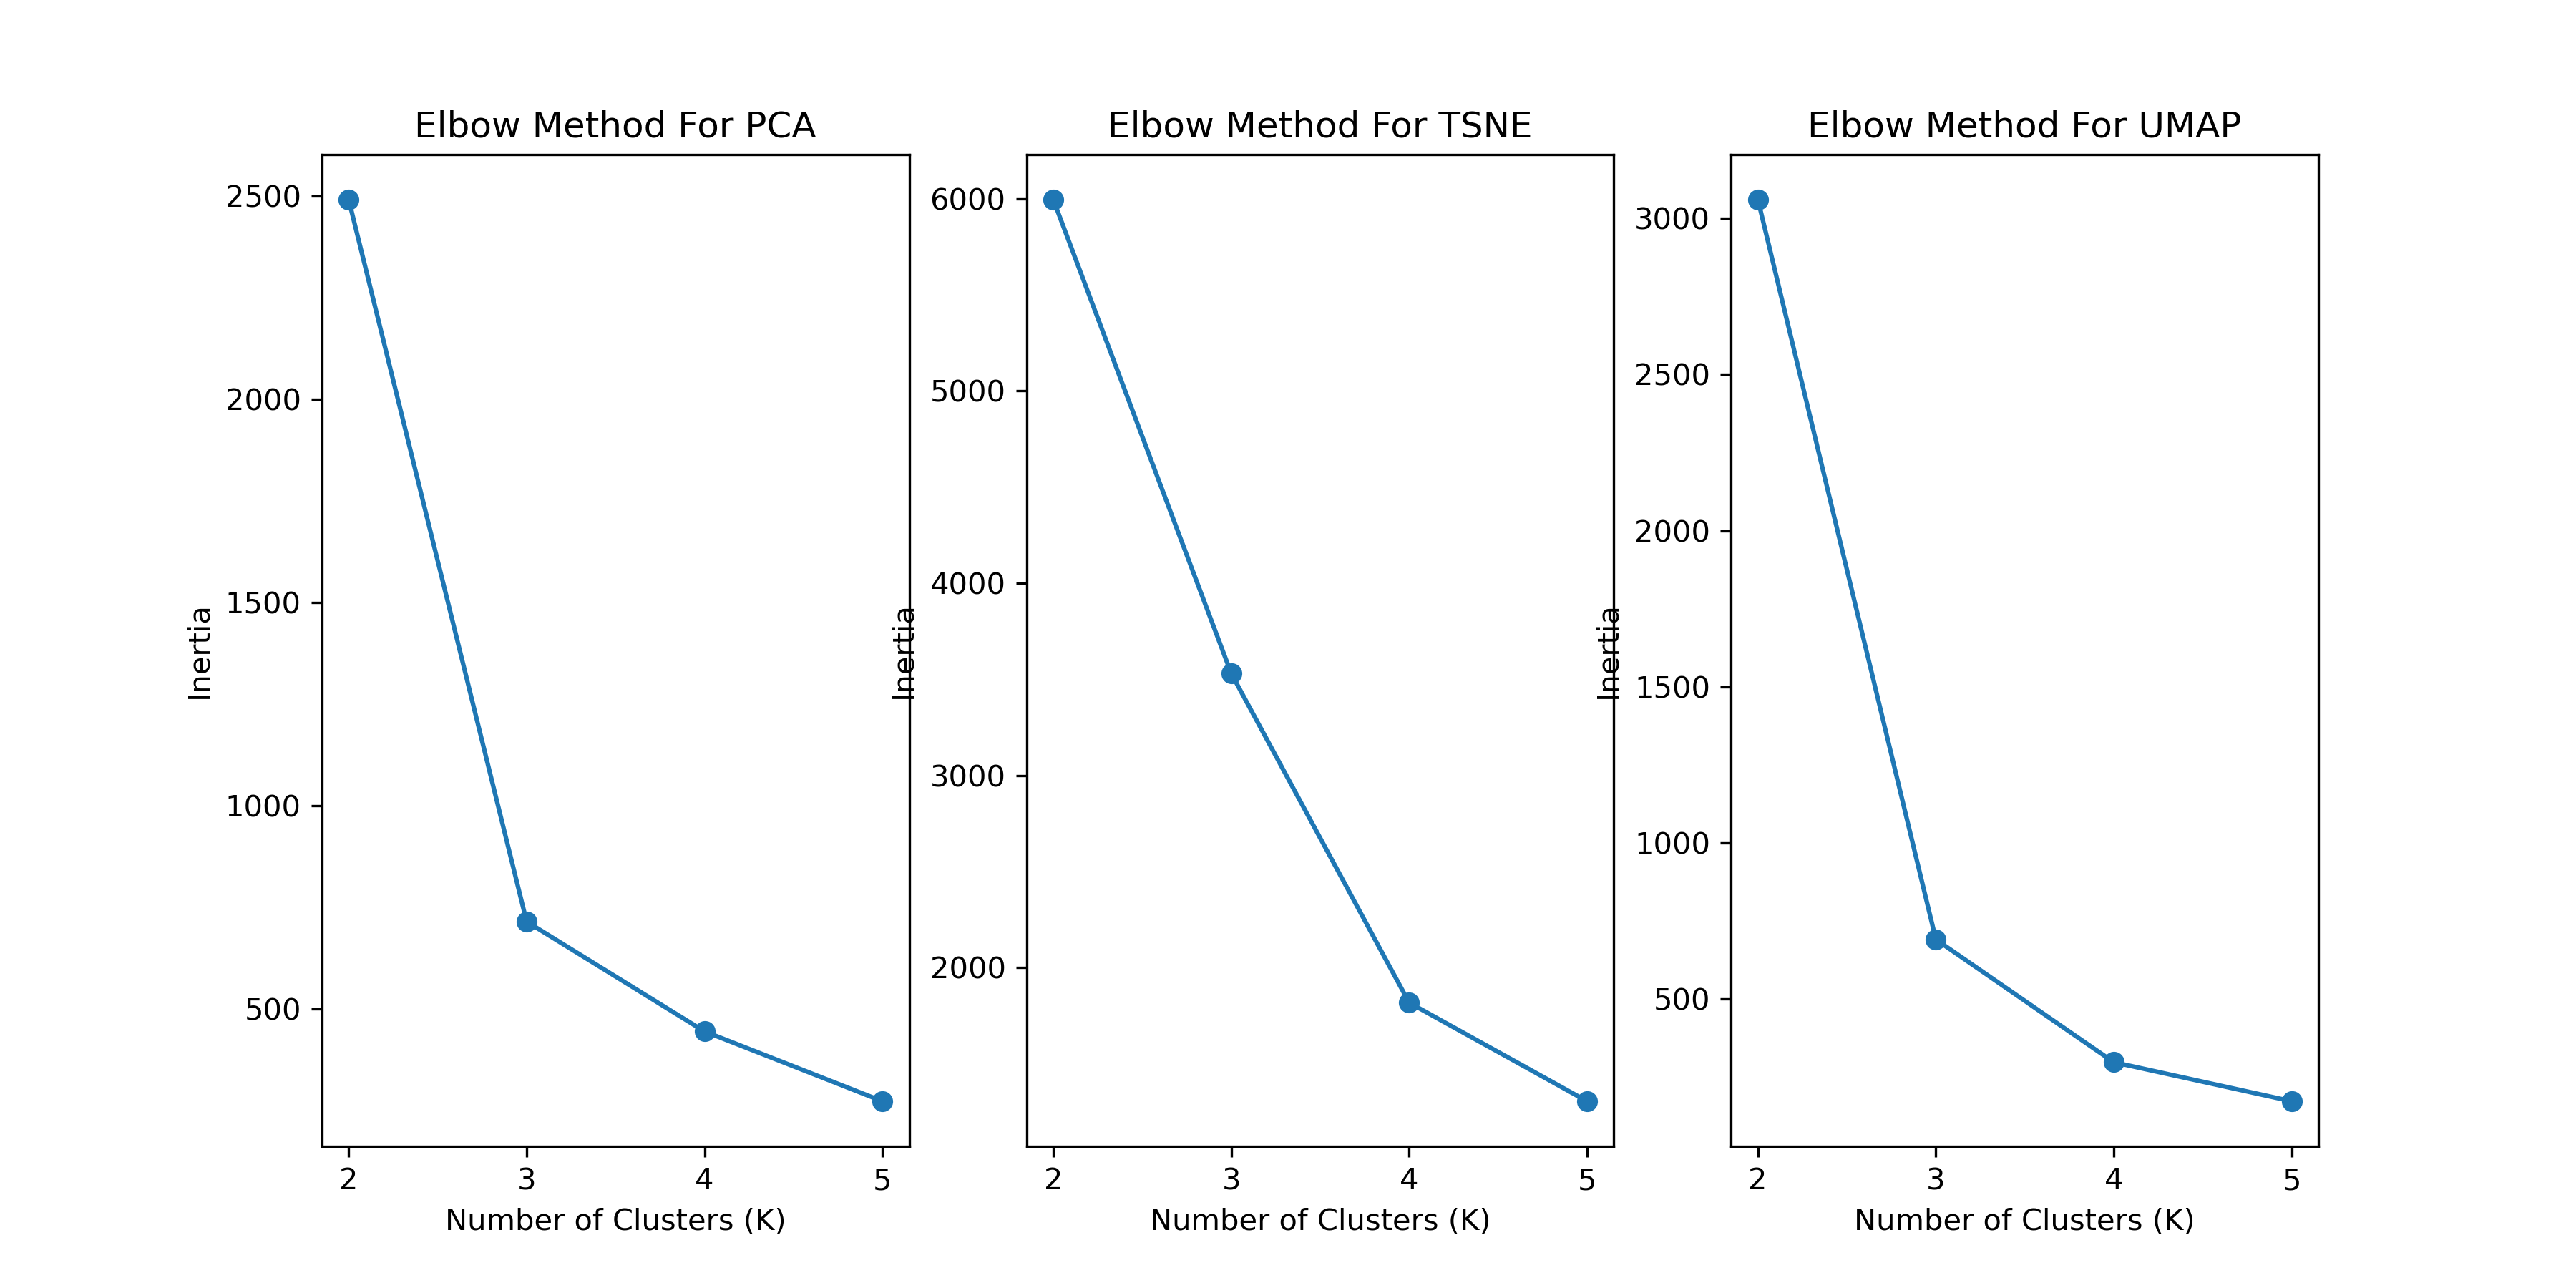 Elbow Method For PCA
2500
2000
1500
1000
500
Inertia
2 3 4 5
Number of Clusters (K)
Elbow Method For TSNE
6000
5000
4000
3000
2000
Inertia
2 3 4 5
Number of Clusters (K)
Elbow Method For UMAP
3000
2500
2000
1500
1000
500
Inertia
2 3 4 5
Number of Clusters (K)